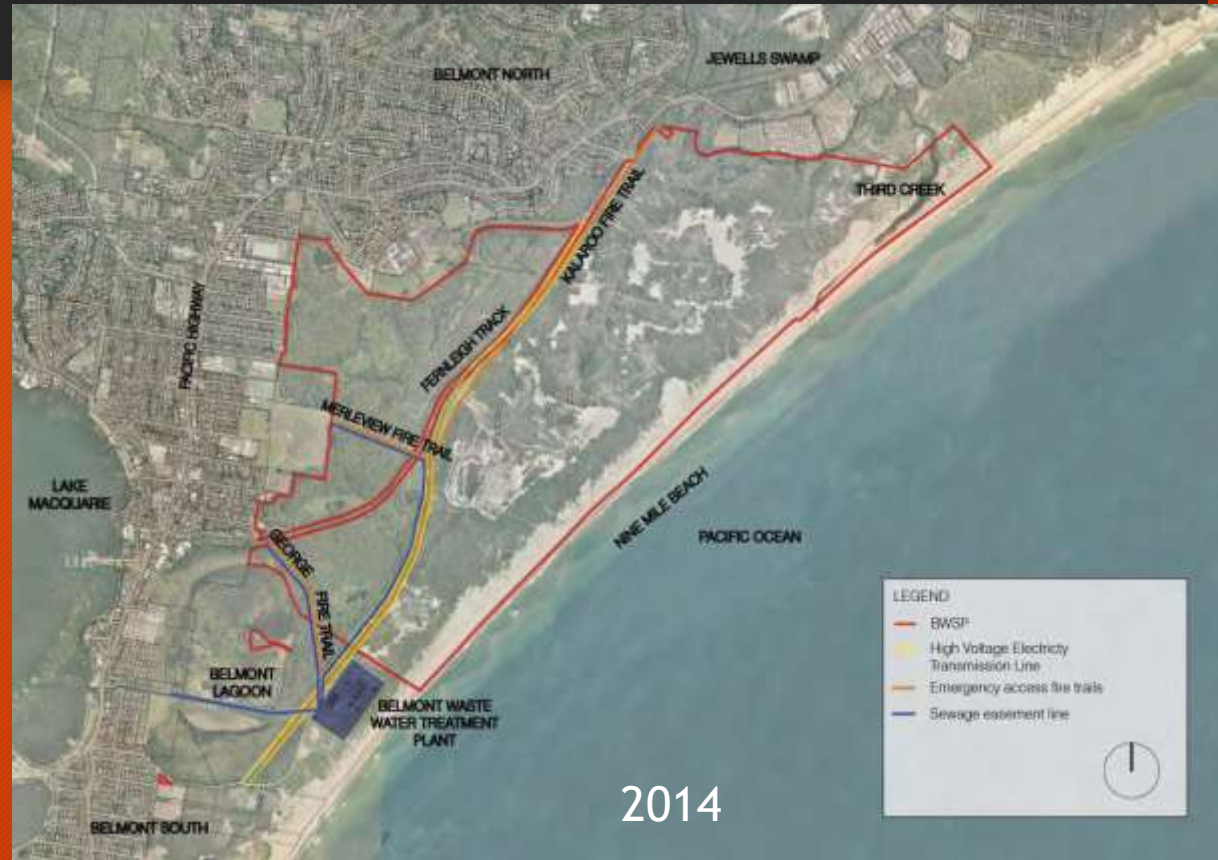 JEWELLS SWAMP
BELMONT NORTH
THIRD CREEK
KALAROO FIRE TRAIL
PACIFIC HIGHWAY
FERNLEIGH TRACK
MERLEVIEW FIRE TRAIL
LAKE
MACQUARIE
NINE MILE BEACH
PACIFIC OCEAN
GEORGE
FIRE TRAIL
BELMONT
LAGOON
BELMONT WASTE
WATER TREATMENT
PLANT
BELMONT SOUTH
2014
LEGEND
BWSP
High Voltage Electricty
Transmission Line
Emergency access fire trails
Sewage easement line